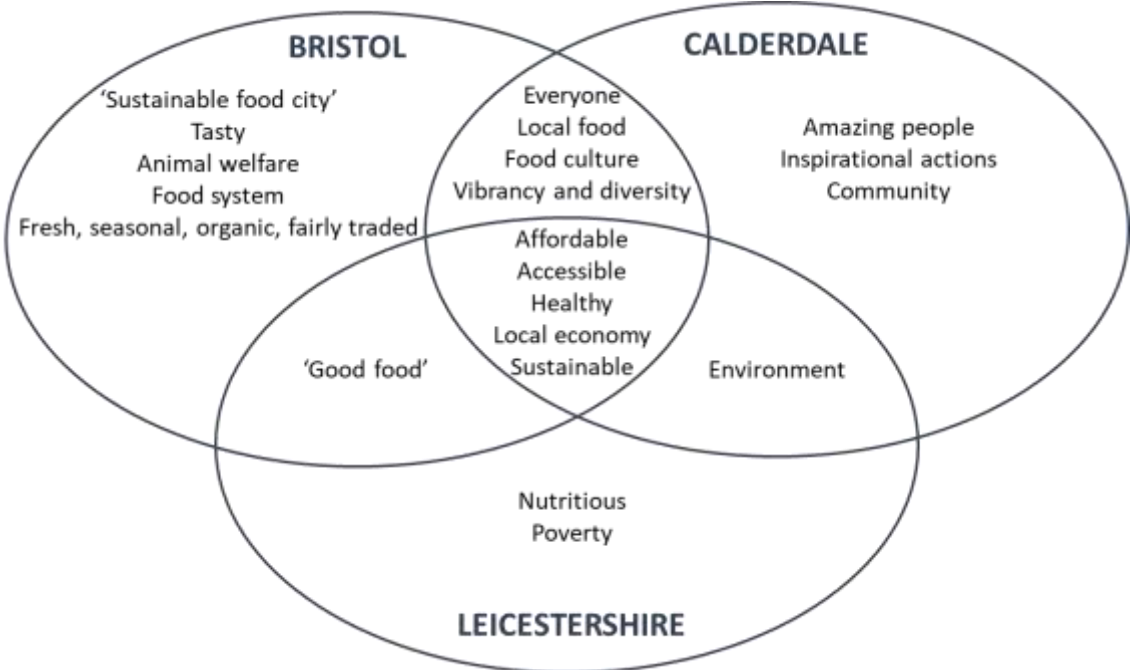 BRISTOL
CALDERDALE
‘Sustainable food city’
Tasty
Animal welfare
Food system
Fresh, seasonal, organic, fairly traded
Everyone
Local food
Food culture
Vibrancy and diversity
Amazing people
Inspirational actions
Community
Affordable
Accessible
Healthy
Local economy
Sustainable
‘Good food’
Environment
Nutritious
Poverty
LEICESTERSHIRE